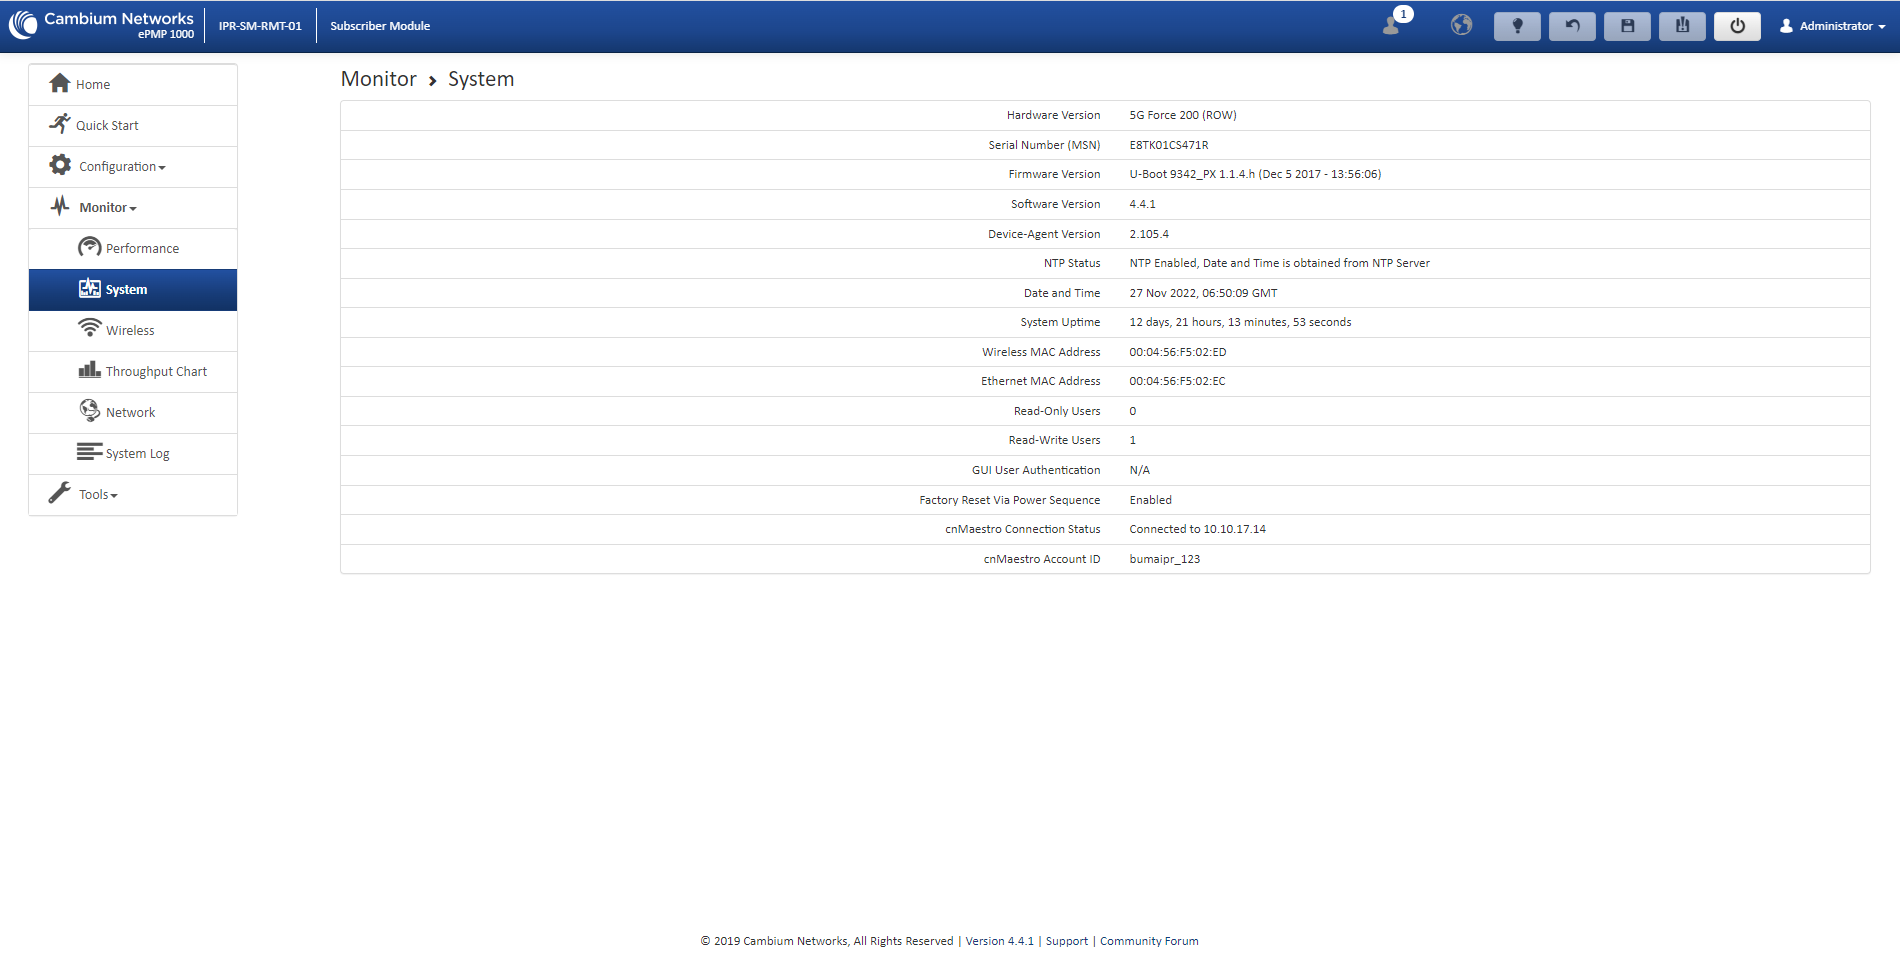 Cambium Networks
ePMP 1000
IPR-SM-RMT-01
Subscriber Module
1
Administrator
Home
Quick Start
Configuration
Monitor
Performance
System
Wireless
Throughput Chart
Network
System Log
Tools
Monitor > System
Hardware Version 5G Force 200 (ROW)
Serial Number (MSN) E8TK01CS471R
Firmware Version U-Boot 9342_PX 1.1.4.h (Dec 5 2017 - 13:56:06)
Software Version 4.4.1
Device-Agent Version 2.105.4
NTP Status NTP Enabled, Date and Time is obtained from NTP Server
Date and Time 27 Nov 2022, 06:50:09 GMT
System Uptime 12 days, 21 hours, 13 minutes, 53 seconds
Wireless MAC Address 00:04:56:F5:02:ED
Ethernet MAC Address 00:04:56:F5:02:EC
Read-Only Users 0
Read-Write Users 1
GUI User Authentication N/A
Factory Reset Via Power Sequence Enabled
cnMaestro Connection Status Connected to 10.10.17.14
cnMaestro Account ID bumaipr_123
© 2019 Cambium Networks, All Rights Reserved | Version 4.4.1 | Support | Community Forum